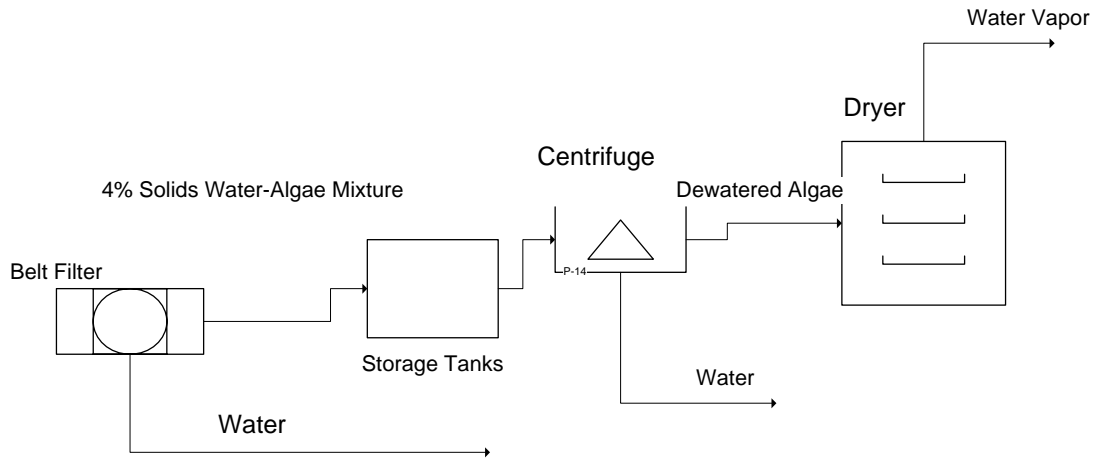 Water Vapor
Dryer
Centrifuge
4% Solids Water-Algae Mixture
Dewatered Algae
Belt Filter
P-14
Storage Tanks
Water
Water